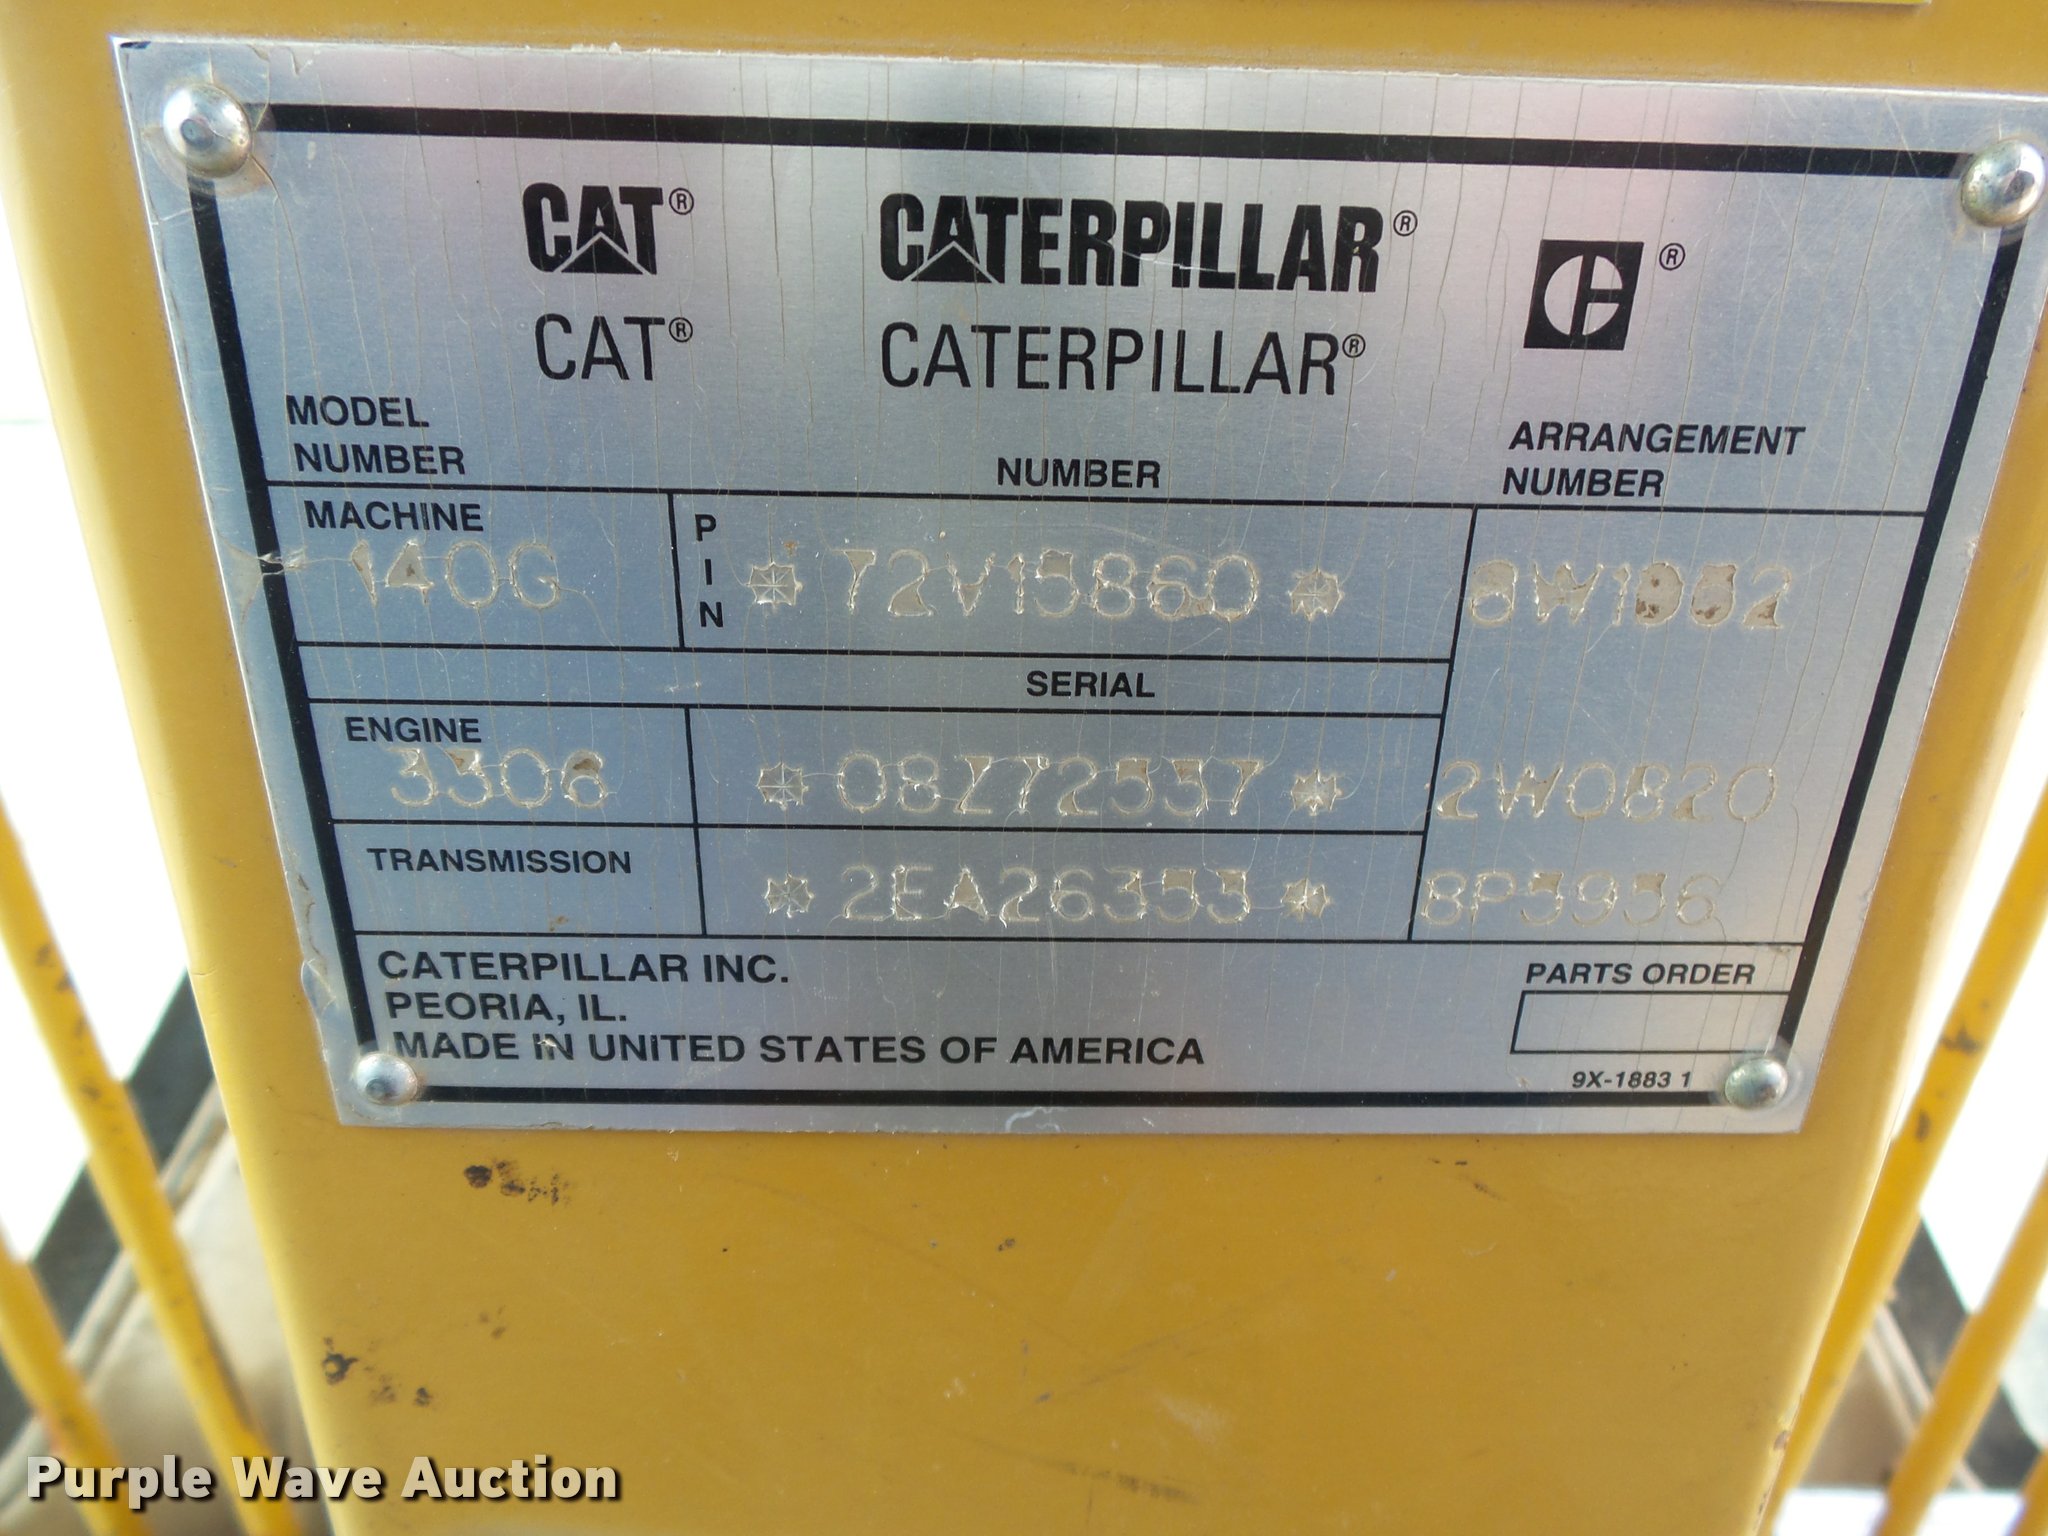 CAT® CATERPILLAR® ®
CAT® CATERPILLAR®
MODEL
NUMBER NUMBER ARRANGEMENT
NUMBER
MACHINE PIN
140G *72V15860* 8W1952
SERIAL
ENGINE
3306 *08Z72537* 2W0820
TRANSMISSION *2EA26353* 8P5956
CATERPILLAR INC. PARTS ORDER
PEORIA, IL.
MADE IN UNITED STATES OF AMERICA
9X-1883 1
Purple Wave Auction